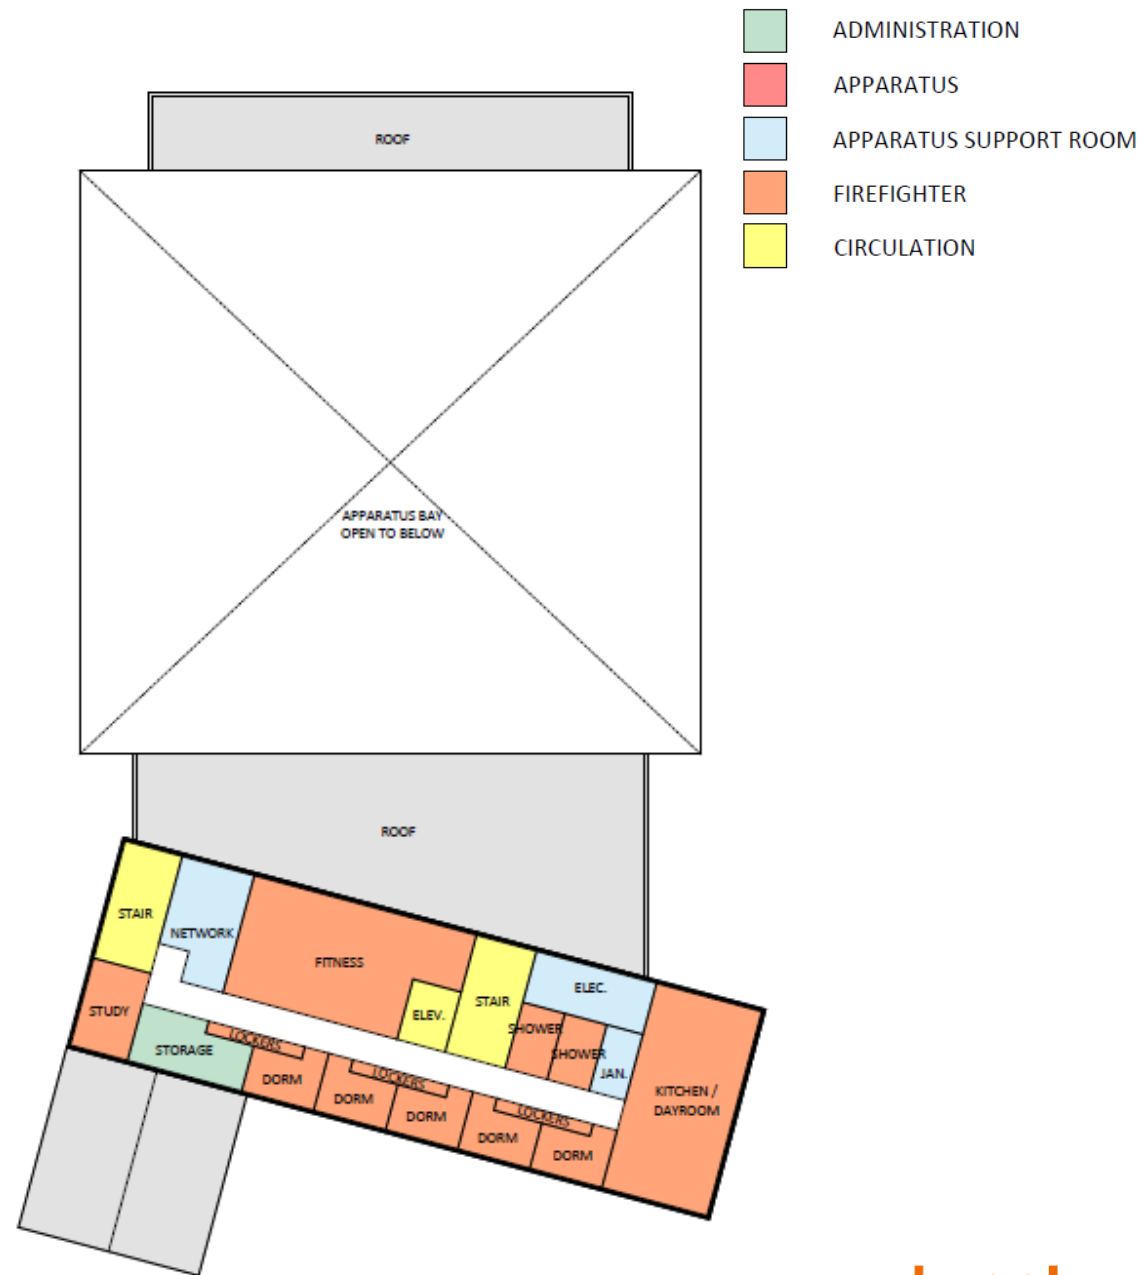 ADMINISTRATION
APPARATUS
APPARATUS SUPPORT ROOM
FIREFIGHTER
CIRCULATION
ROOF
APPARATUS BAY
OPEN TO BELOW
ROOF
STAIR
NETWORK
FITNESS
STAIR
ELEC.
ELEV.
STUDY
SHOWER
SHOWER
JAN.
STORAGE
LOCKERS
LOCKERS
LOCKERS
DORM
DORM
DORM
DORM
DORM
KITCHEN /
DAYROOM